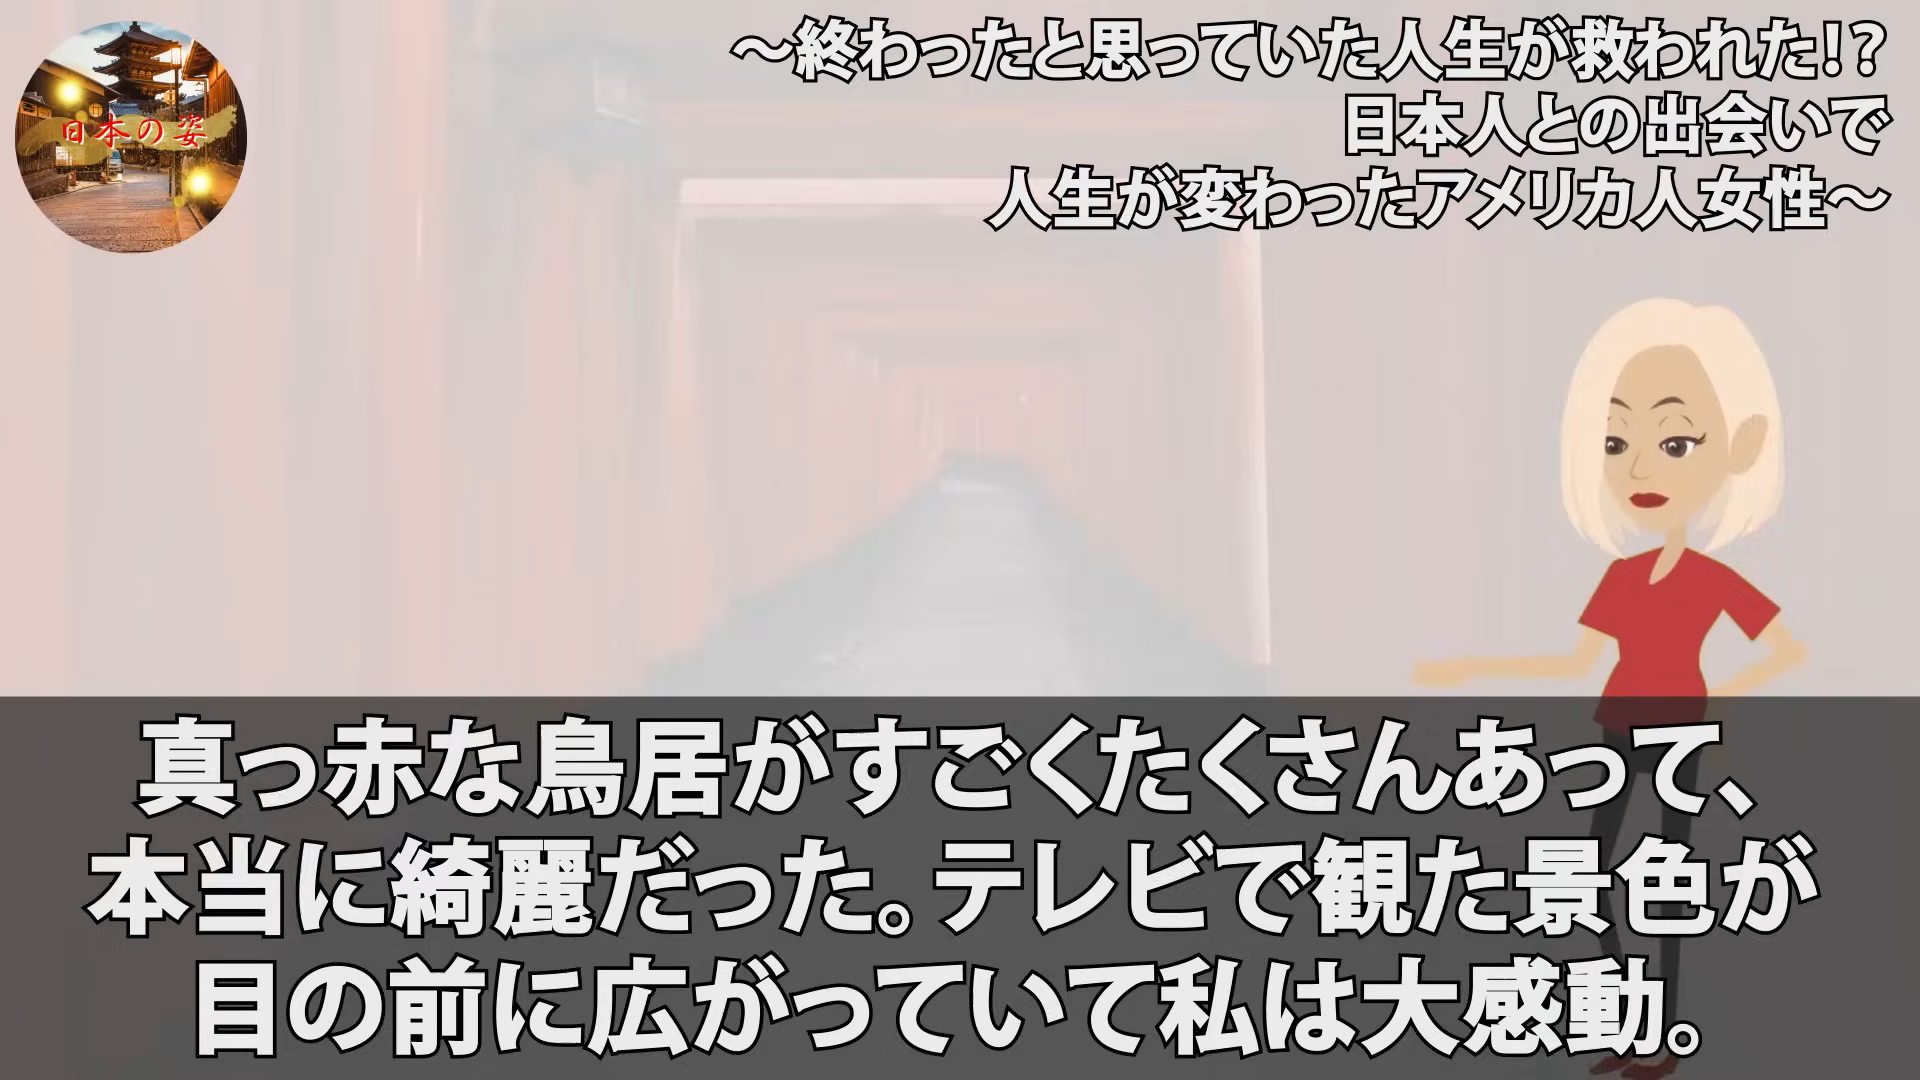 〜終わったと思っていた人生が救われた!?
日本人との出会いで
人生が変わったアメリカ人女性〜
日本の姿
真っ赤な鳥居がすごくたくさんあって、
本当に綺麗だった。テレビで観た景色が
目の前に広がっていて私は大感動。